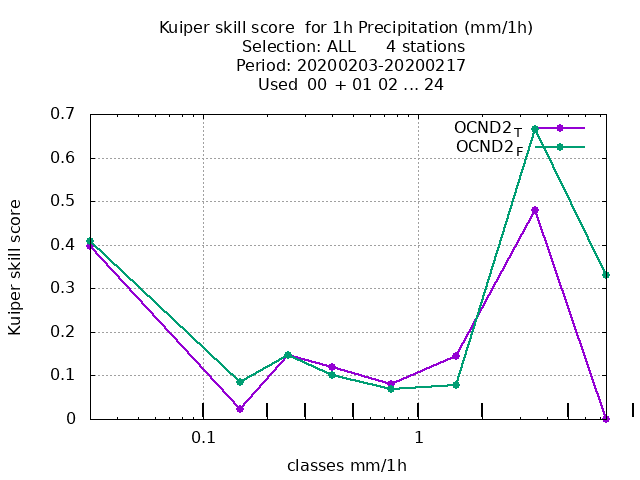 Kuiper skill score  for 1h Precipitation (mm/1h)
Selection: ALL      4 stations
Period: 20200203-20200217
Used  00  + 01 02 ... 24
OCND2T
OCND2F
0.7
0.6
0.5
0.4
0.3
0.2
0.1
0
Kuiper skill score
0.1
1
classes mm/1h